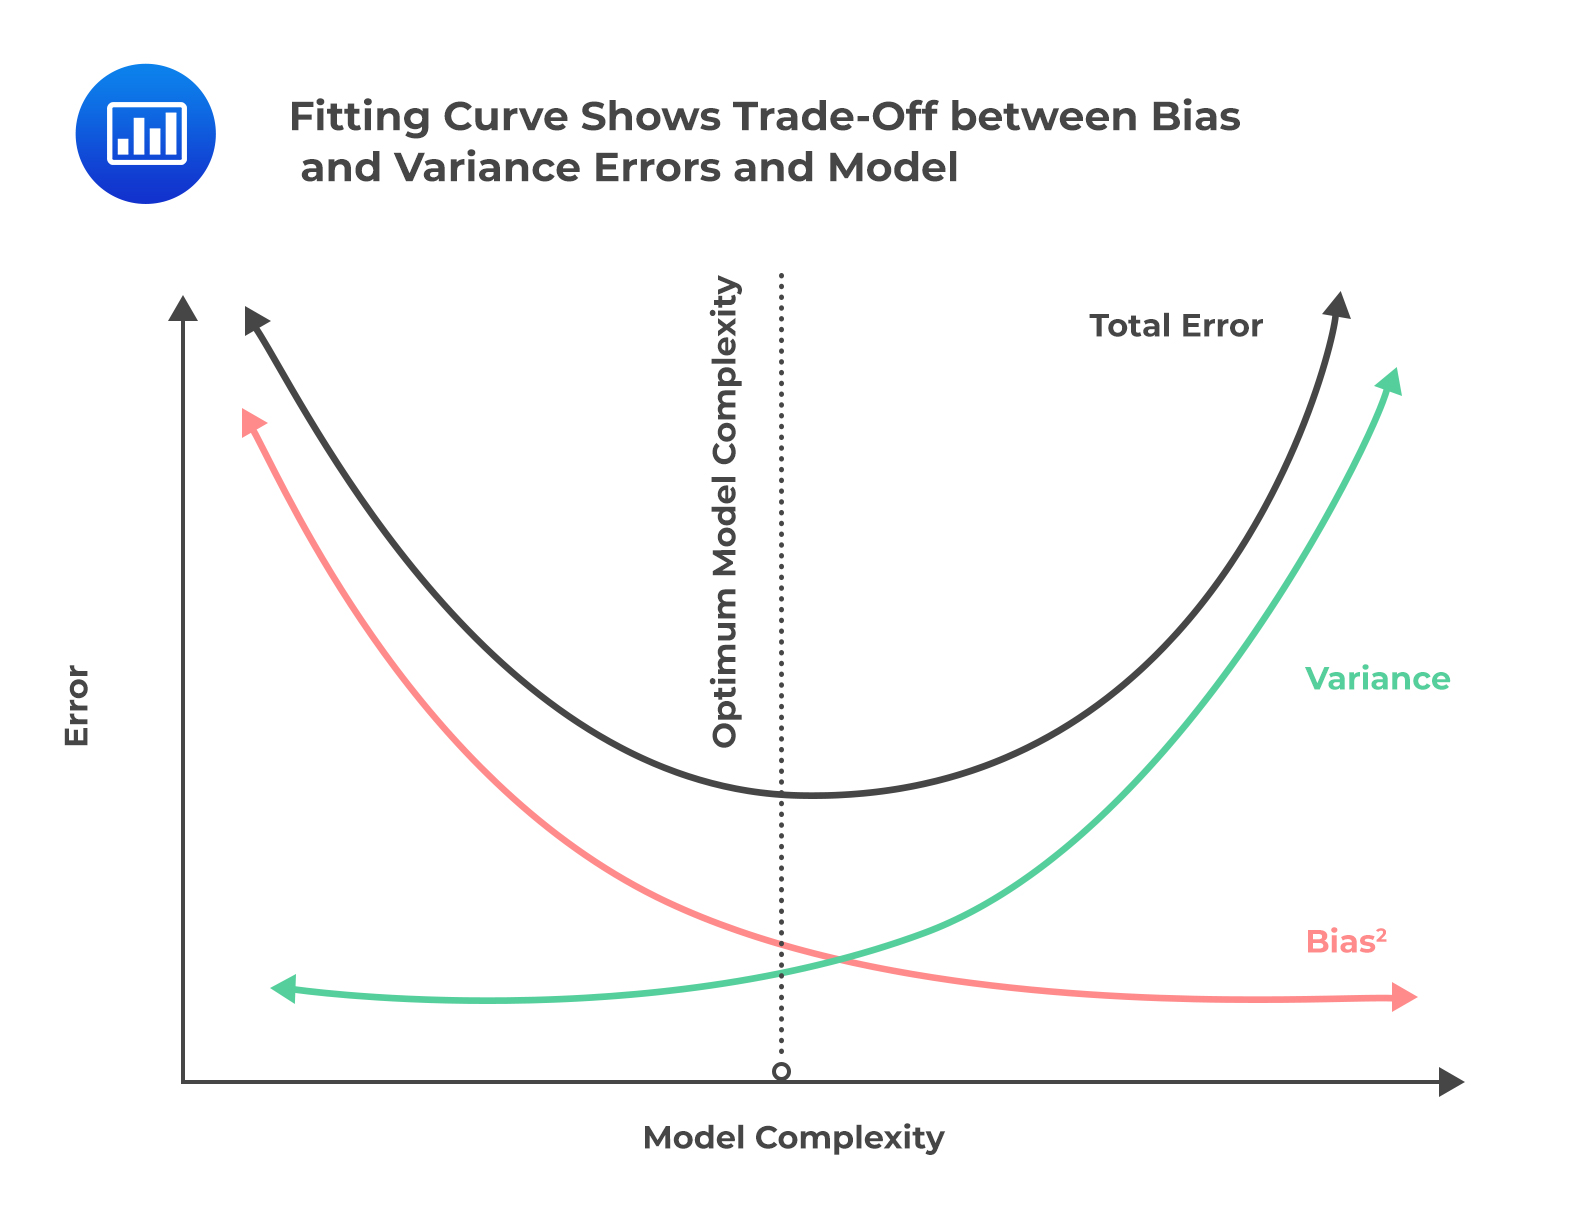 Fitting Curve Shows Trade-Off between Bias
and Variance Errors and Model
Optimum Model Complexity
Total Error
Error
Variance
Bias²
Model Complexity